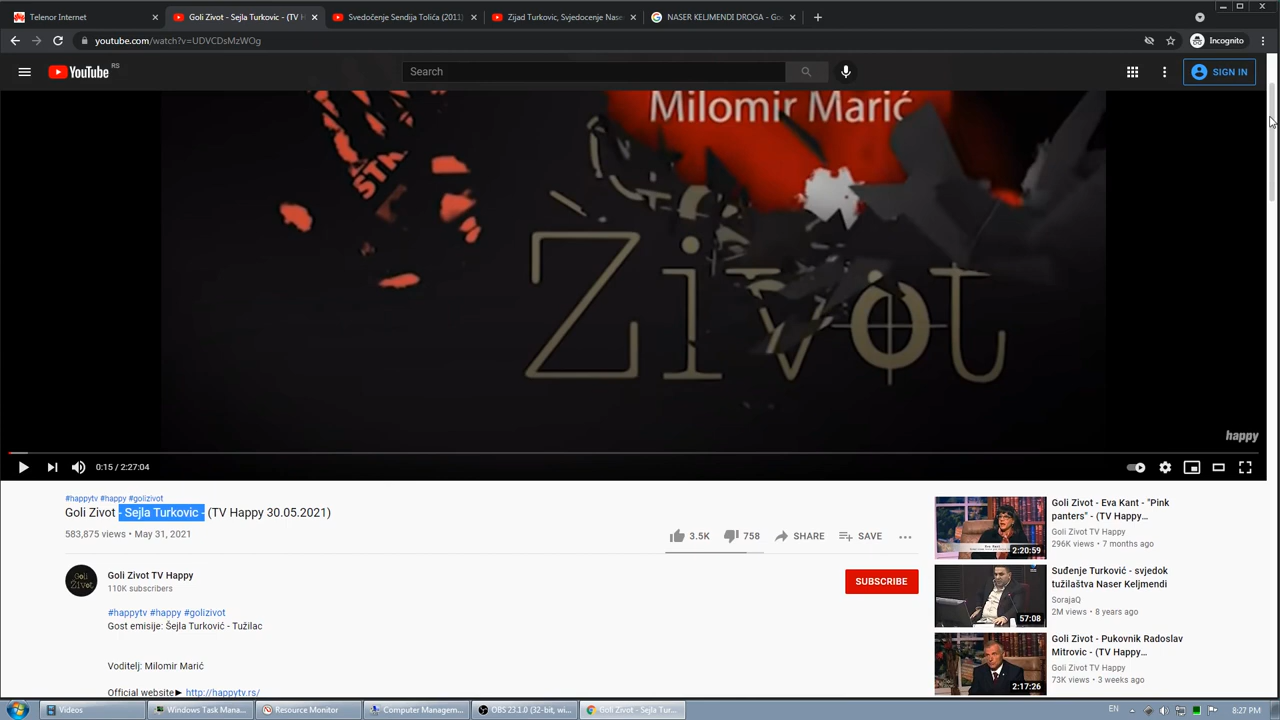 Telenor Internet
Goli Zivot - Sejla Turkovic - (TV H
Svedočenje Sendija Tolića (2011)
Zijad Turkovic, Svjedocenje Nase
NASER KELJMENDI DROGA - Go
youtube.com/watch?v=UDVCDsMzWOg
Incognito
YouTube RS
Search
SIGN IN
Milomir Marić
Život
happy
0:15 / 2:27:04
#happytv #happy #golizivot
Goli Zivot - Sejla Turkovic - (TV Happy 30.05.2021)
583,875 views • May 31, 2021
3.5K
758
SHARE
SAVE
Goli Zivot TV Happy
110K subscribers
SUBSCRIBE
#happytv #happy #golizivot
Gost emisije: Šejla Turković - Tužilac
Voditelj: Milomir Marić
Official website► http://happytv.rs/
Goli Zivot - Eva Kant - "Pink
panters" - (TV Happy...
Goli Zivot TV Happy
296K views • 7 months ago
2:20:59
Suđenje Turković - svjedok
tužilaštva Naser Keljmendi
SorajaQ
2M views • 8 years ago
57:08
Goli Zivot - Pukovnik Radoslav
Mitrovic - (TV Happy...
Goli Zivot TV Happy
73K views • 3 weeks ago
2:17:26
Videos
Windows Task Mana...
Resource Monitor
Computer Managem...
OBS 23.1.0 (32-bit, wi...
Goli Zivot - Sejla Tur...
EN
8:27 PM